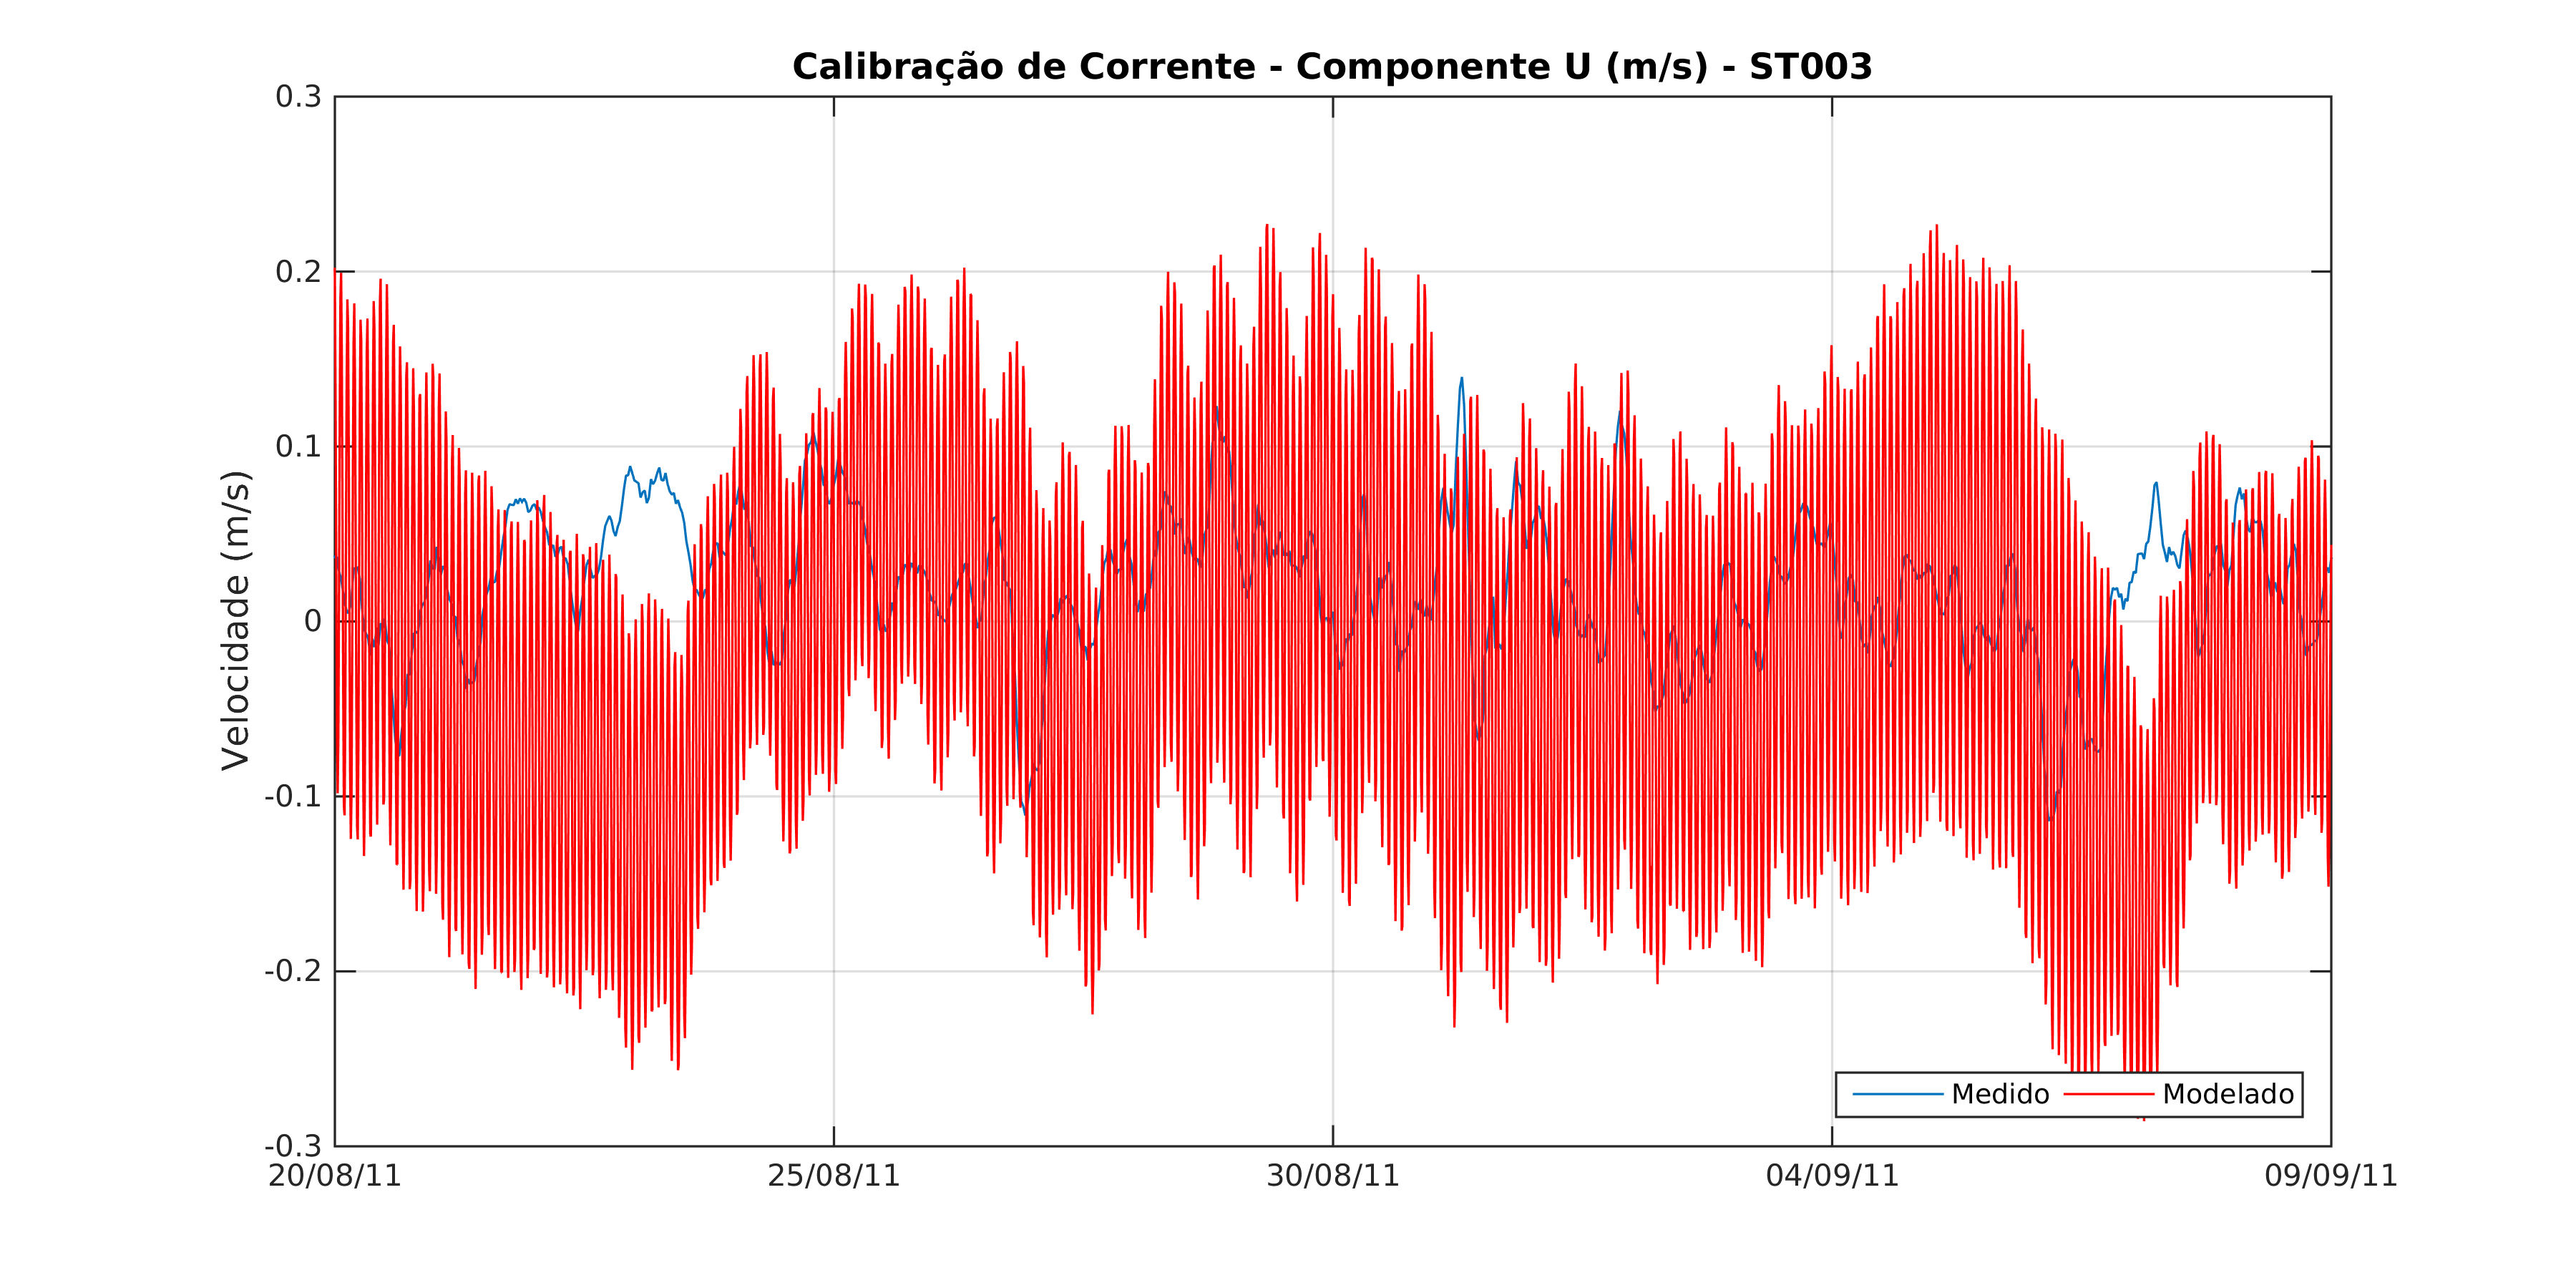 Calibração de Corrente - Componente U (m/s) - ST003
Velocidade (m/s)
0.3
0.2
0.1
0
-0.1
-0.2
-0.3
20/08/11 25/08/11 30/08/11 04/09/11 09/09/11
Medido Modelado